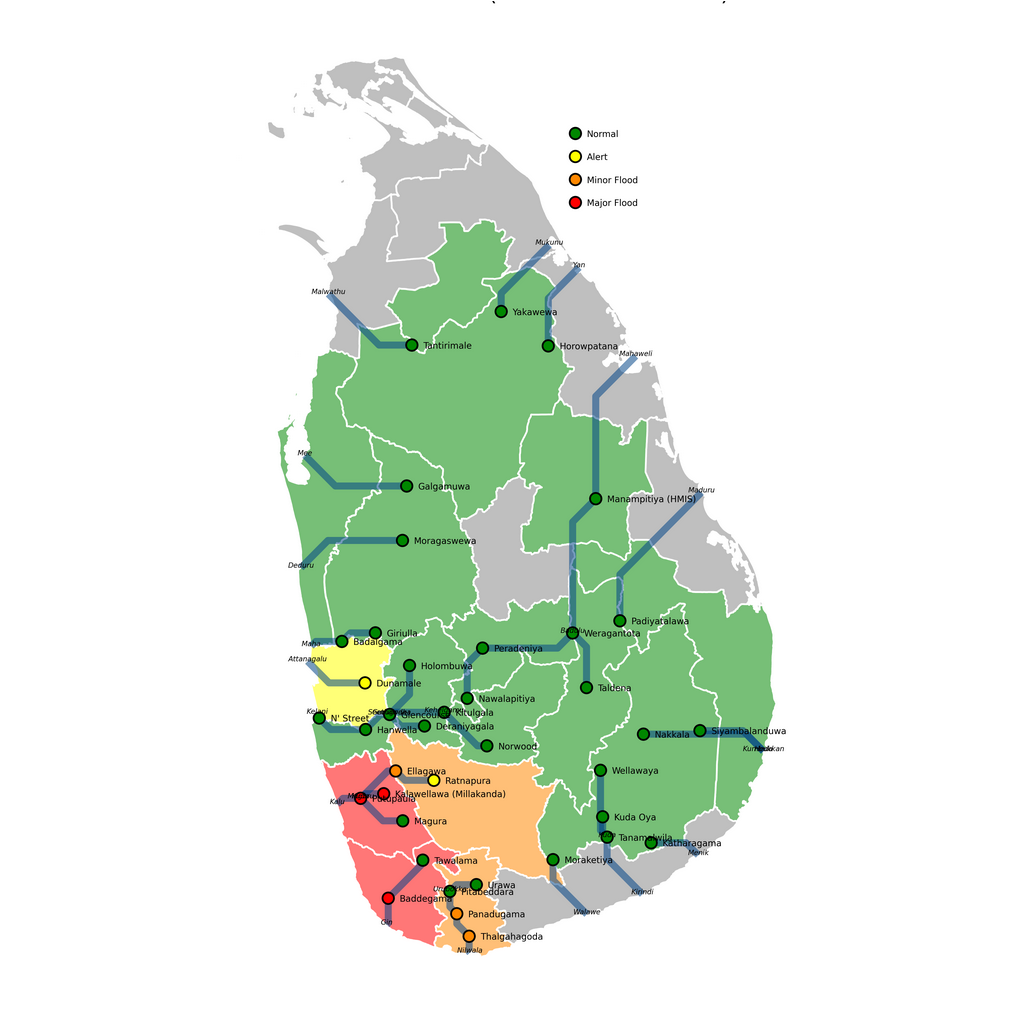 Normal
Alert
Minor Flood
Major Flood
Mukunu
Yan
Malwathu
Yakawewa
Tantirimale
Horowpatana
Mahaweli
Mee
Galgamuwa
Maduru
Manampitiya (HMIS)
Moragaswewa
Deduru
Padiyatalawa
Giriulla
Weragantota
Maha
Badalgama
Peradeniya
Attanagalu
Holombuwa
Dunamale
Taldena
Nawalapitiya
Kelani
N' Street
Glencourse
Kitulgala
Deraniyagala
Hanwella
Siyambalanduwa
Nakkala
Norwood
Ellagawa
Wellawaya
Ratnapura
Kalawellawa (Millakanda)
Kalu
Putupaula
Magura
Kuda Oya
Tanamalwila
Katharagama
Menik
Tawalama
Moraketiya
Urawa
Pitabeddara
Kirindi
Baddegama
Walawe
Panadugama
Gin
Thalgahagoda
Nilwala